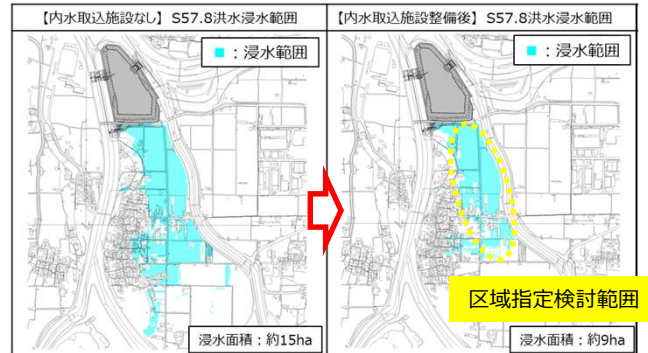 【内水取込施設なし】 S57.8洪水浸水範囲
■：浸水範囲
浸水面積：約15ha
【内水取込施設整備後】 S57.8洪水浸水範囲
■：浸水範囲
区域指定検討範囲
浸水面積：約9ha